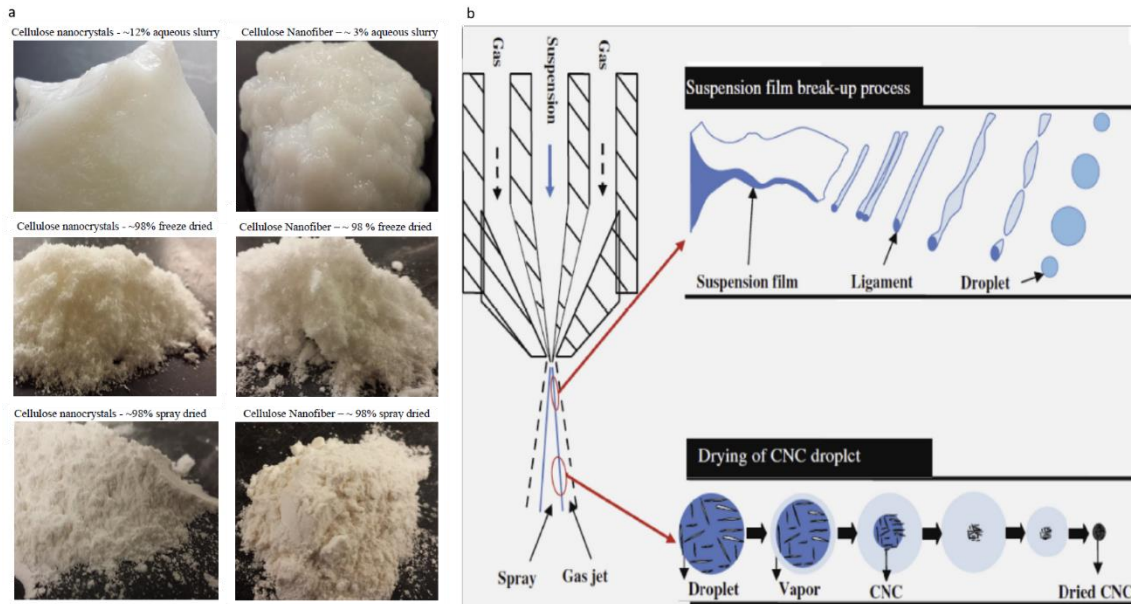 a
Cellulose nanocrystals - ~12% aqueous slurry
Cellulose Nanofiber – ~ 3% aqueous slurry
Cellulose nanocrystals - ~98% freeze dried
Cellulose Nanofiber – ~ 98 % freeze dried
Cellulose nanocrystals - ~98% spray dried
Cellulose Nanofiber – ~ 98% spray dried
b
Gas
Suspension
Gas
Suspension film break-up process
Suspension film
Ligament
Droplet
Spray
Gas jet
Drying of CNC droplet
Droplet
Vapor
CNC
Dried CNC